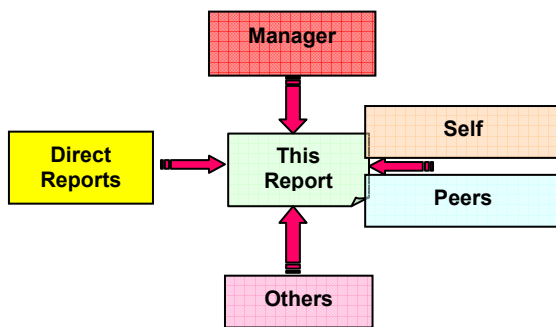 Manager
Self
Direct
Reports
This
Report
Peers
Others